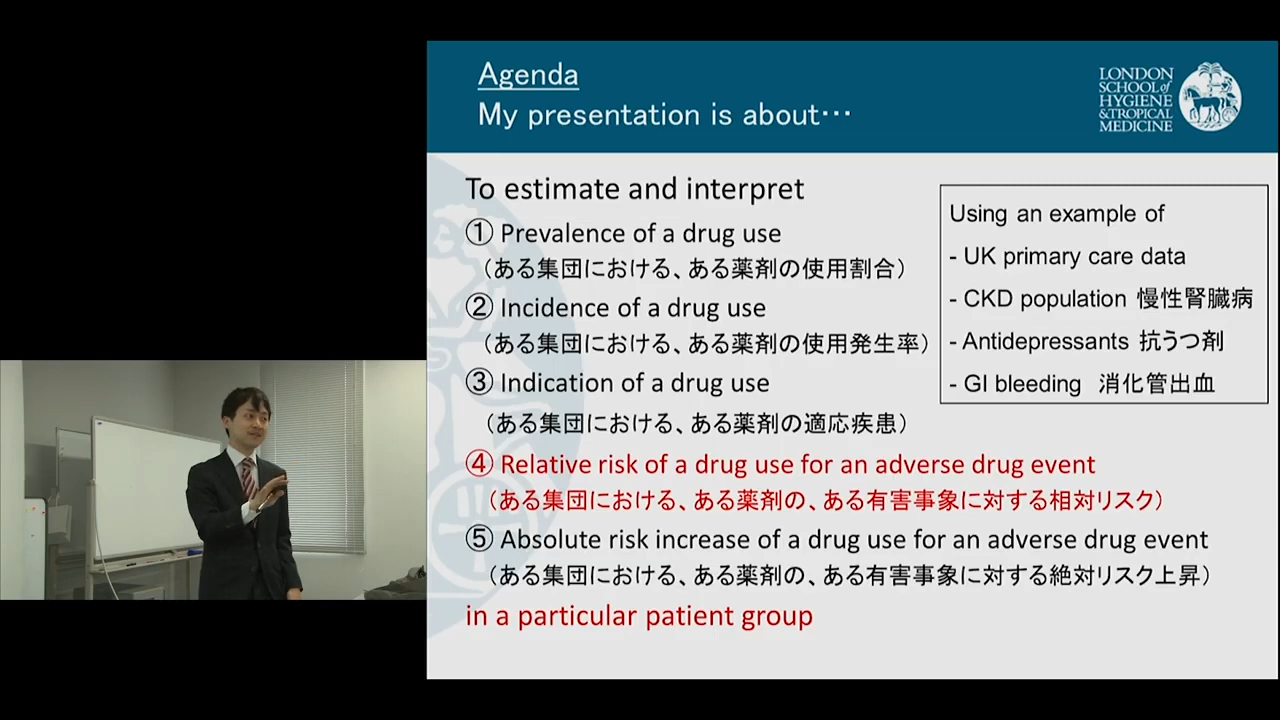 Agenda
My presentation is about…
LONDON
SCHOOL of
HYGIENE
& TROPICAL
MEDICINE
To estimate and interpret
① Prevalence of a drug use
（ある集団における、ある薬剤の使用割合）
② Incidence of a drug use
（ある集団における、ある薬剤の使用発生率）
③ Indication of a drug use
（ある集団における、ある薬剤の適応疾患）
④ Relative risk of a drug use for an adverse drug event
（ある集団における、ある薬剤の、ある有害事象に対する相対リスク）
⑤ Absolute risk increase of a drug use for an adverse drug event
（ある集団における、ある薬剤の、ある有害事象に対する絶対リスク上昇）
in a particular patient group
Using an example of
- UK primary care data
- CKD population 慢性腎臓病
- Antidepressants 抗うつ剤
- GI bleeding 消化管出血